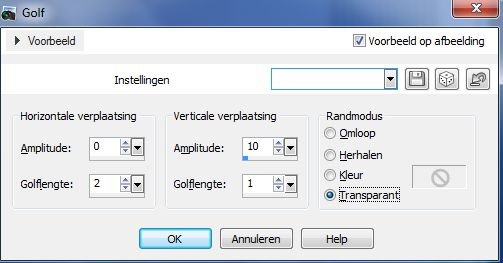 Golf
Voorbeeld
Voorbeeld op afbeelding
Instellingen
Horizontale verplaatsing
Amplitude: 0
Golflengte: 2
Verticale verplaatsing
Amplitude: 10
Golflengte: 1
Randmodus
Omloop
Herhalen
Kleur
Transparant
OK
Annuleren
Help